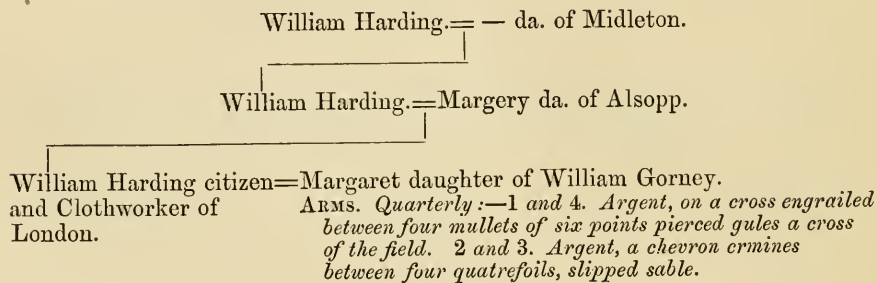 William Harding.=— da. of Midleton.
William Harding.=Margery da. of Alsopp.
William Harding citizen=Margaret daughter of William Gorney.
and Clothworker of
London.
ARMS. Quarterly:—1 and 4. Argent, on a cross engrailed
between four mullets of six points pierced gules a cross
of the field. 2 and 3. Argent, a chevron crmines
between four quatrefoils, slipped sable.